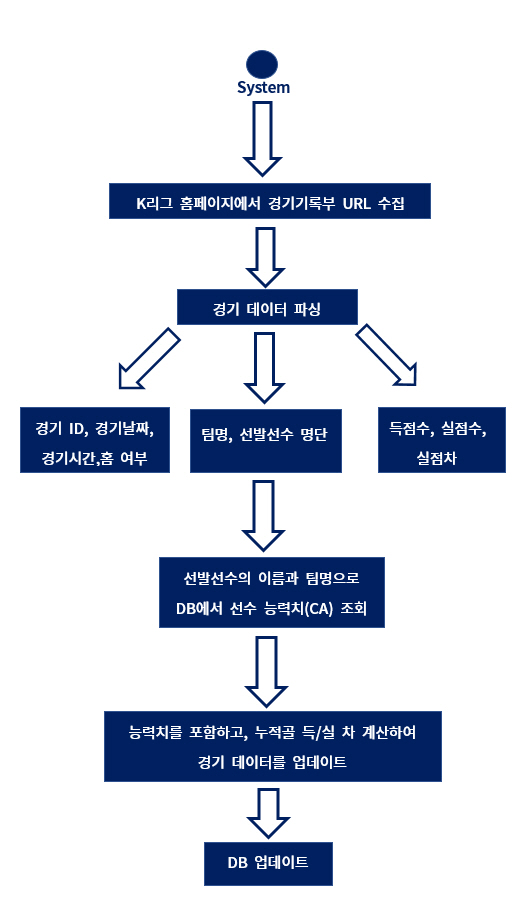 System
K리그 홈페이지에서 경기기록부 URL 수집
경기 데이터 파싱
경기 ID, 경기날짜,
경기시간,홈 여부
팀명, 선발선수 명단
득점수, 실점수,
실점차
선발선수의 이름과 팀명으로
DB에서 선수 능력치(CA) 조회
능력치를 포함하고, 누적골 득/실 차 계산하여
경기 데이터를 업데이트
DB 업데이트